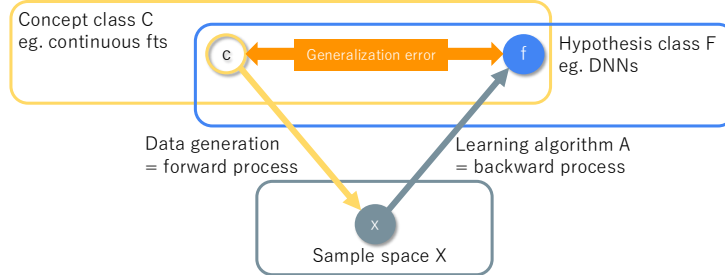 Concept class C
eg. continuous fts
c
Generalization error
f
Hypothesis class F
eg. DNNs
Data generation
= forward process
Learning algorithm A
= backward process
x
Sample space X